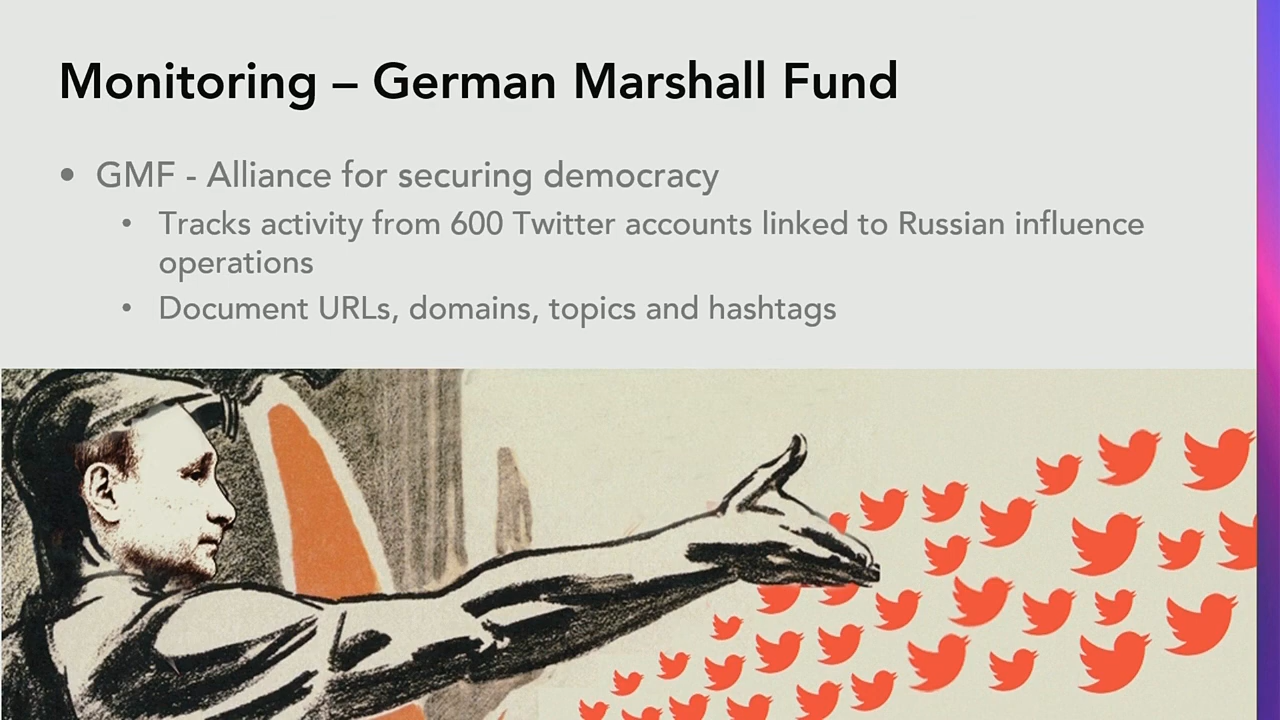 Monitoring – German Marshall Fund
• GMF - Alliance for securing democracy
• Tracks activity from 600 Twitter accounts linked to Russian influence
operations
• Document URLs, domains, topics and hashtags